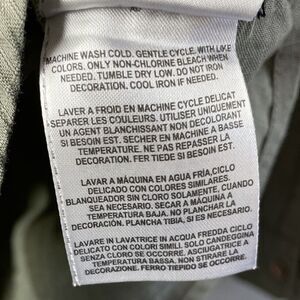 MACHINE WASH COLD. GENTLE CYCLE. WITH LIKE
COLORS. ONLY NON-CHLORINE BLEACH WHEN
NEEDED. TUMBLE DRY LOW. DO NOT IRON
DECORATION. COOL IRON IF NEEDED.
LAVER A FROID EN MACHINE CYCLE DELICAT
SEPARER LES COULEURS. UTILISER UNIQUEMENT
UN AGENT BLANCHISSANT NON DECOLORANT
SI BESOIN EST. SECHER EN MACHINE A BASSE
TEMPERATURE. NE PAS REPASSER LA
DECORATION. FER TIEDE SI BESOIN EST.
LAVAR A MÁQUINA EN AGUA FRÍA,CICLO
DELICADO CON COLORES SIMILARES.
BLANQUEADOR SIN CLORO SOLAMENTE, CUANDO
SEA NECESARIO. SECAR A MÁQUINA A
TEMPERATURA BAJA. NO PLANCHAR LA
DECORACIÓN. PLANCHA TIBIA, SI ES NECESARIO.
LAVARE IN LAVATRICE IN ACQUA FREDDA CICLO
DELICATO CON COLORI SIMILI. SOLO CANDEGGINA
SENZA CLORO SE OCCORRE. ASCIUGATRICE A
TEMPERATURA BASSA. NON STIRARE LA
DECORAZIONE. FERRO TIEPIDO SE OCCORRE.